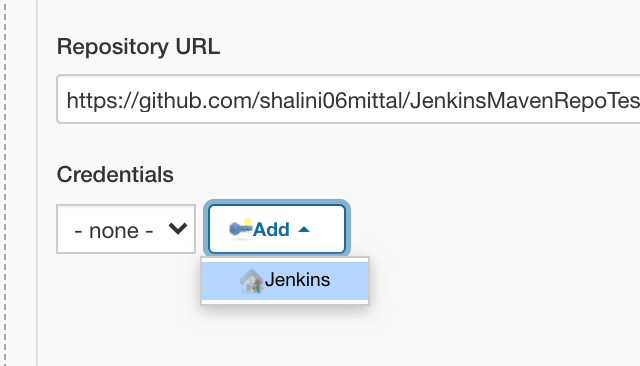 Repository URL
https://github.com/shalini06mittal/JenkinsMavenRepoTes
Credentials
- none - Add
Jenkins